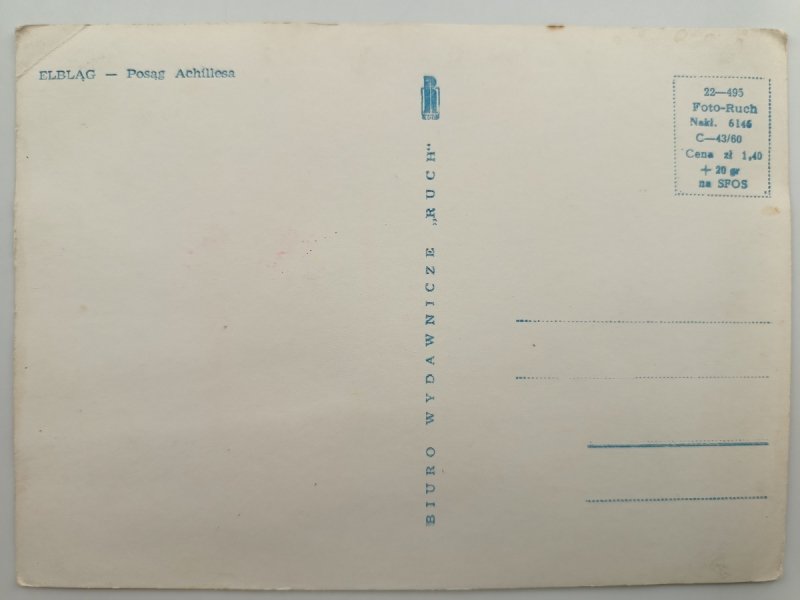 ELBLĄG — Posąg Achillesa
BIURO WYDAWNICZE „RUCH"
22—495
Foto-Ruch
Nakł. 6146
C—43/60
Cena zł 1,40
+ 20 gr
na SFOS